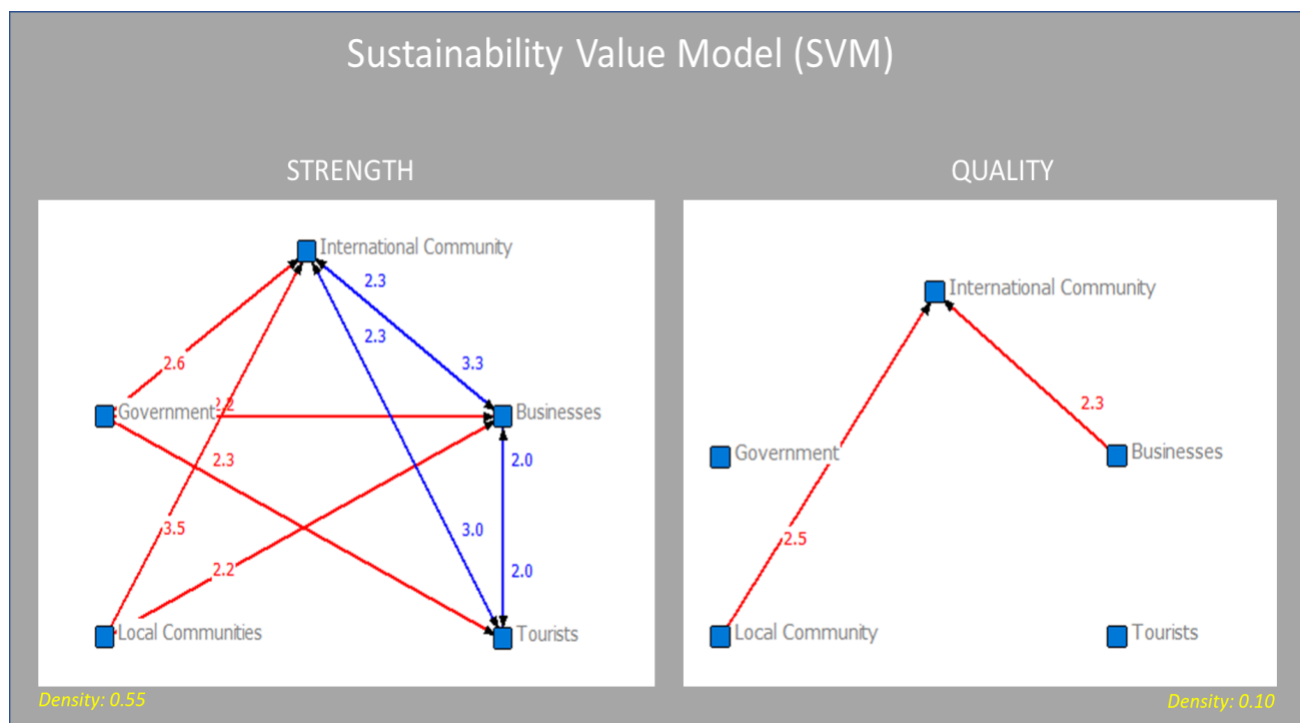 Sustainability Value Model (SVM)
STRENGTH
International Community
2.3
2.3
2.6
3.3
Government
2.2
Businesses
2.3
2.0
3.5
3.0
2.2
2.0
Local Communities
Tourists
Density: 0.55
QUALITY
International Community
2.3
Government
Businesses
2.5
Local Community
Tourists
Density: 0.10